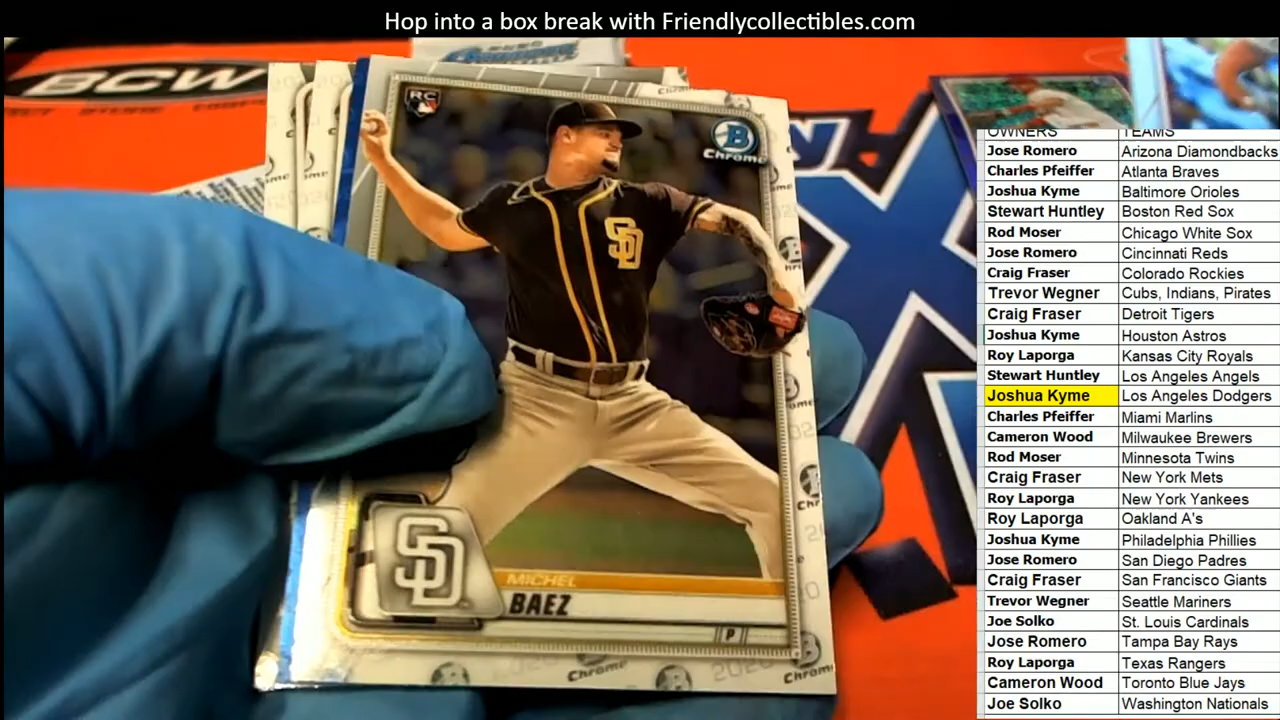 Hop into a box break with Friendlycollectibles.com
BCW
RC
B
Chrome
SD
SD
MICHEL
BAEZ
P
Chrome
Chrome
2020
OWNERS TEAMS
Jose Romero Arizona Diamondbacks
Charles Pfeiffer Atlanta Braves
Joshua Kyme Baltimore Orioles
Stewart Huntley Boston Red Sox
Rod Moser Chicago White Sox
Jose Romero Cincinnati Reds
Craig Fraser Colorado Rockies
Trevor Wegner Cubs, Indians, Pirates
Craig Fraser Detroit Tigers
Joshua Kyme Houston Astros
Roy Laporga Kansas City Royals
Stewart Huntley Los Angeles Angels
Joshua Kyme Los Angeles Dodgers
Charles Pfeiffer Miami Marlins
Cameron Wood Milwaukee Brewers
Rod Moser Minnesota Twins
Craig Fraser New York Mets
Roy Laporga New York Yankees
Roy Laporga Oakland A's
Joshua Kyme Philadelphia Phillies
Jose Romero San Diego Padres
Craig Fraser San Francisco Giants
Trevor Wegner Seattle Mariners
Joe Solko St. Louis Cardinals
Jose Romero Tampa Bay Rays
Roy Laporga Texas Rangers
Cameron Wood Toronto Blue Jays
Joe Solko Washington Nationals